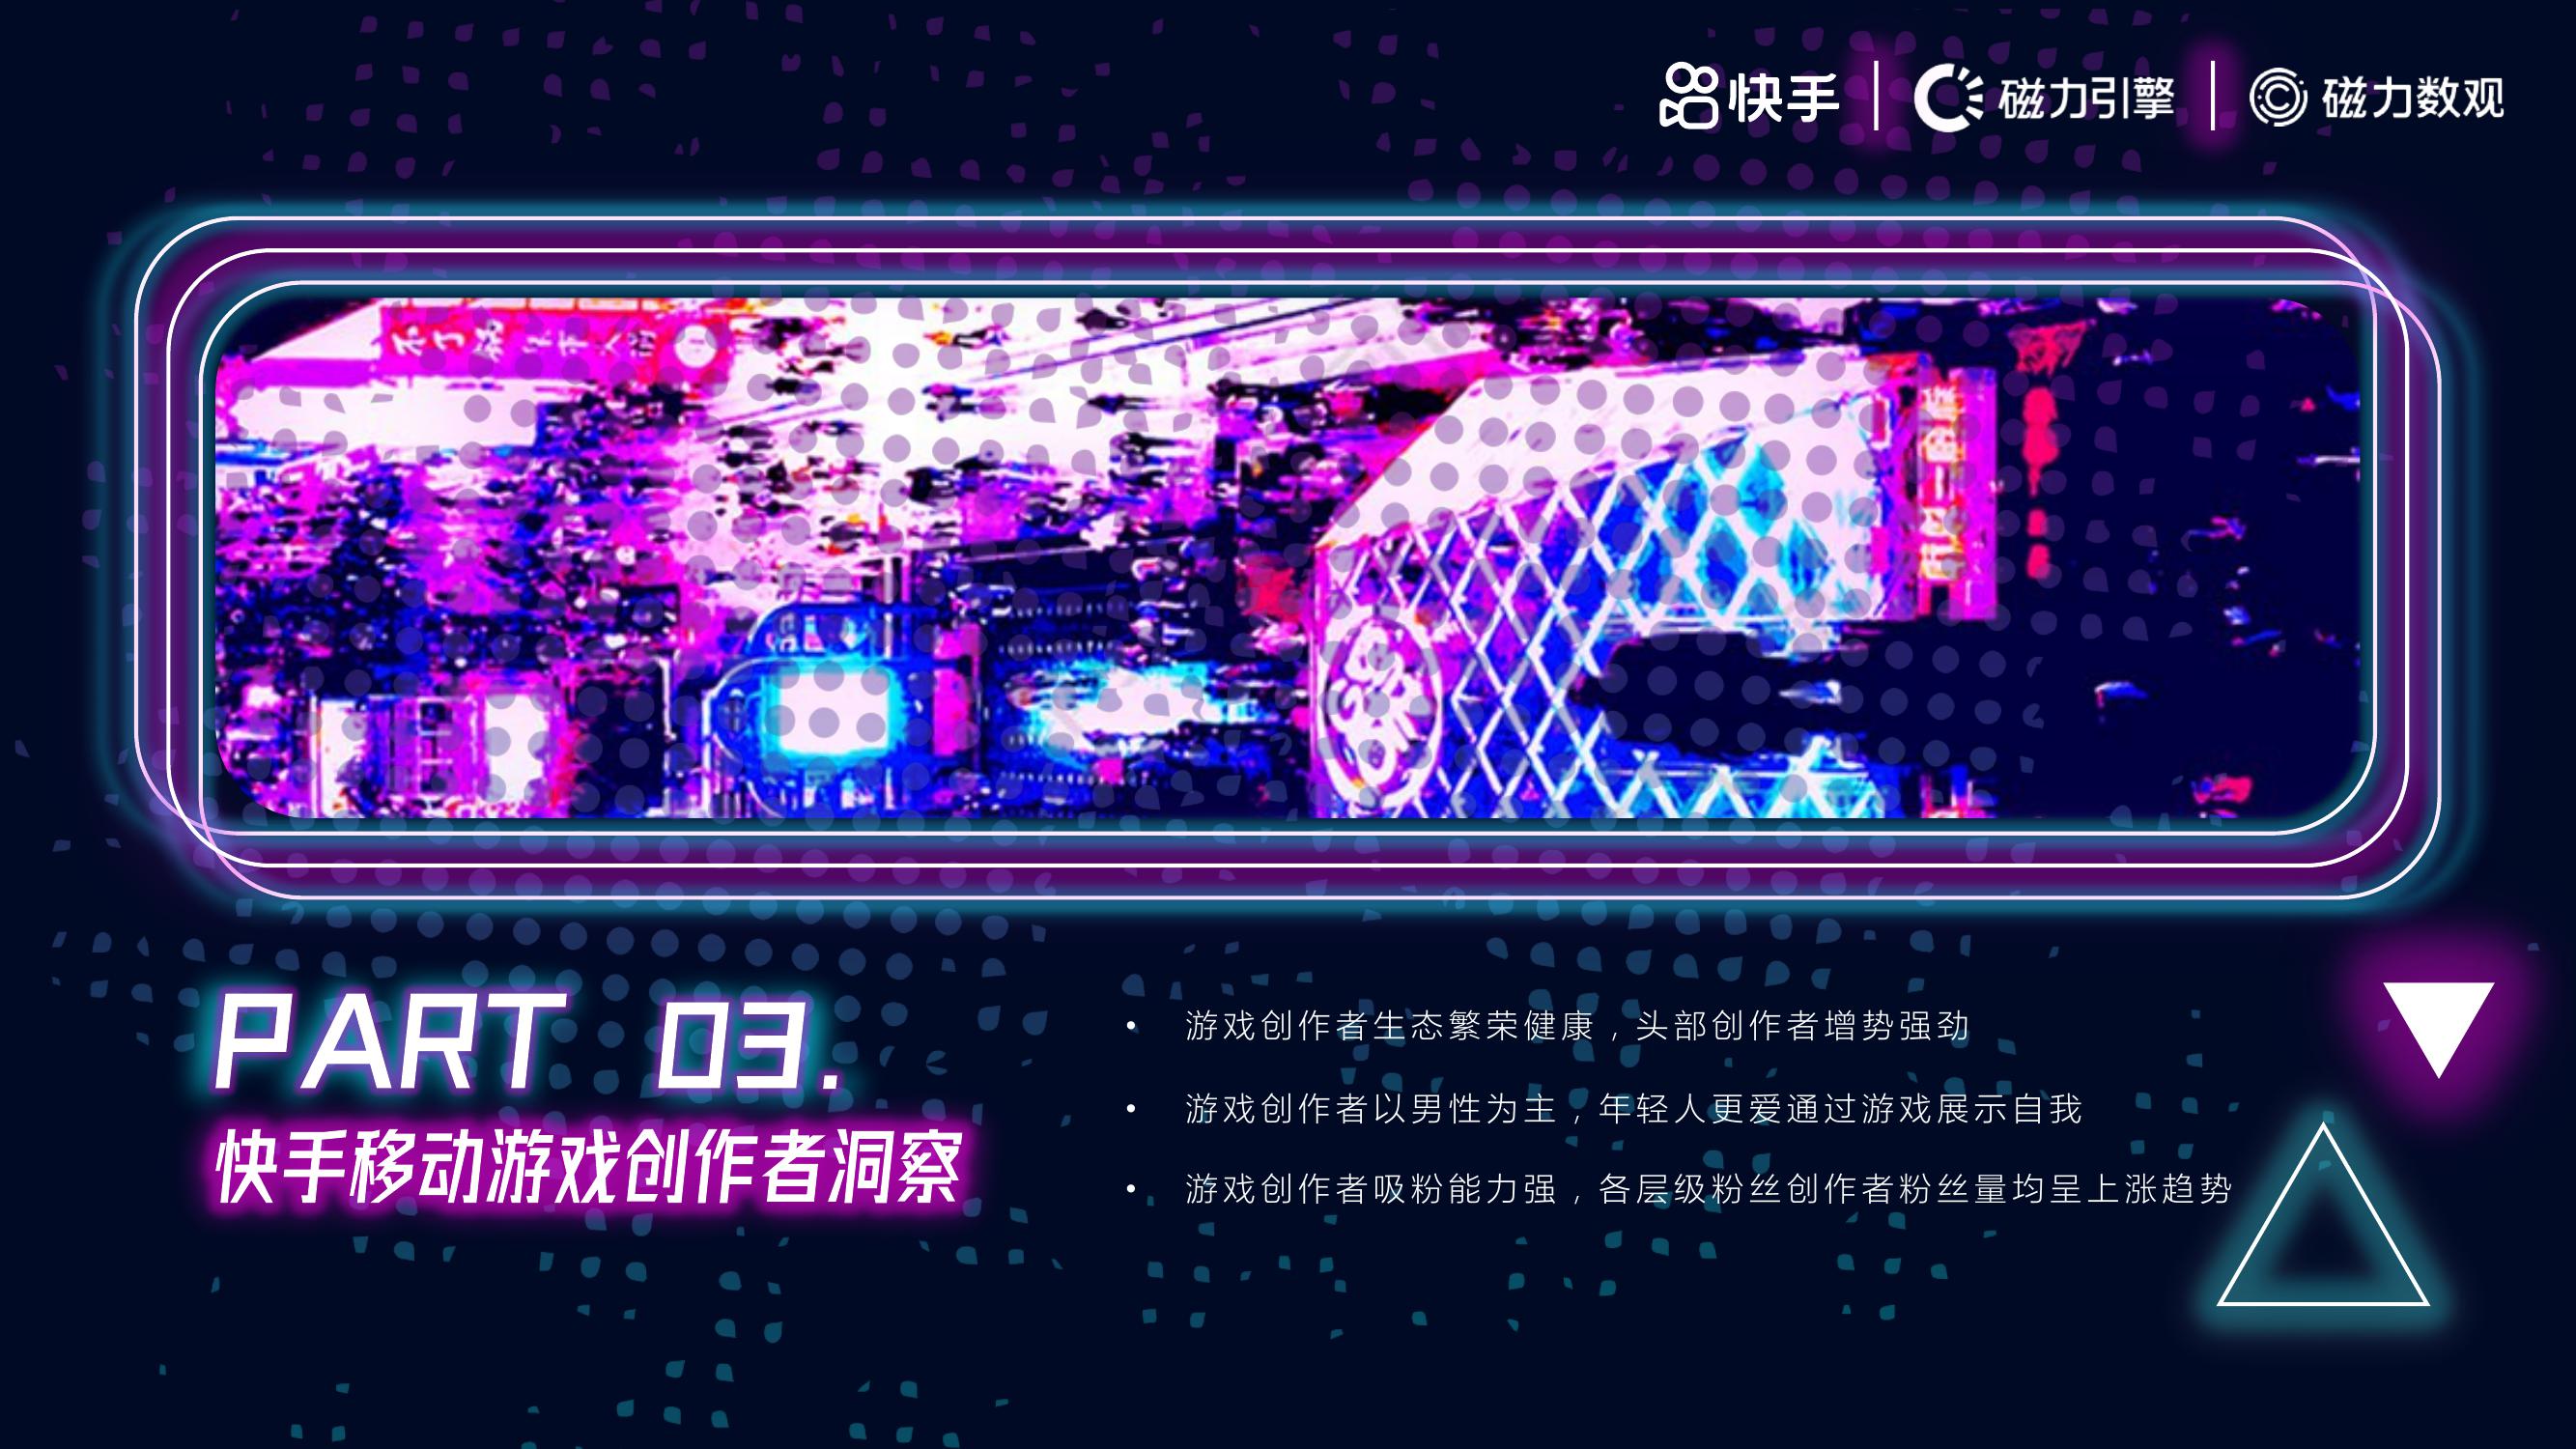 快手 | 磁力引擎 | 磁力数观
PART 03.
快手移动游戏创作者洞察
• 游戏创作者生态繁荣健康，头部创作者增势强劲
• 游戏创作者以男性为主，年轻人更爱通过游戏展示自我
• 游戏创作者吸粉能力强，各层级粉丝创作者粉丝量均呈上涨趋势